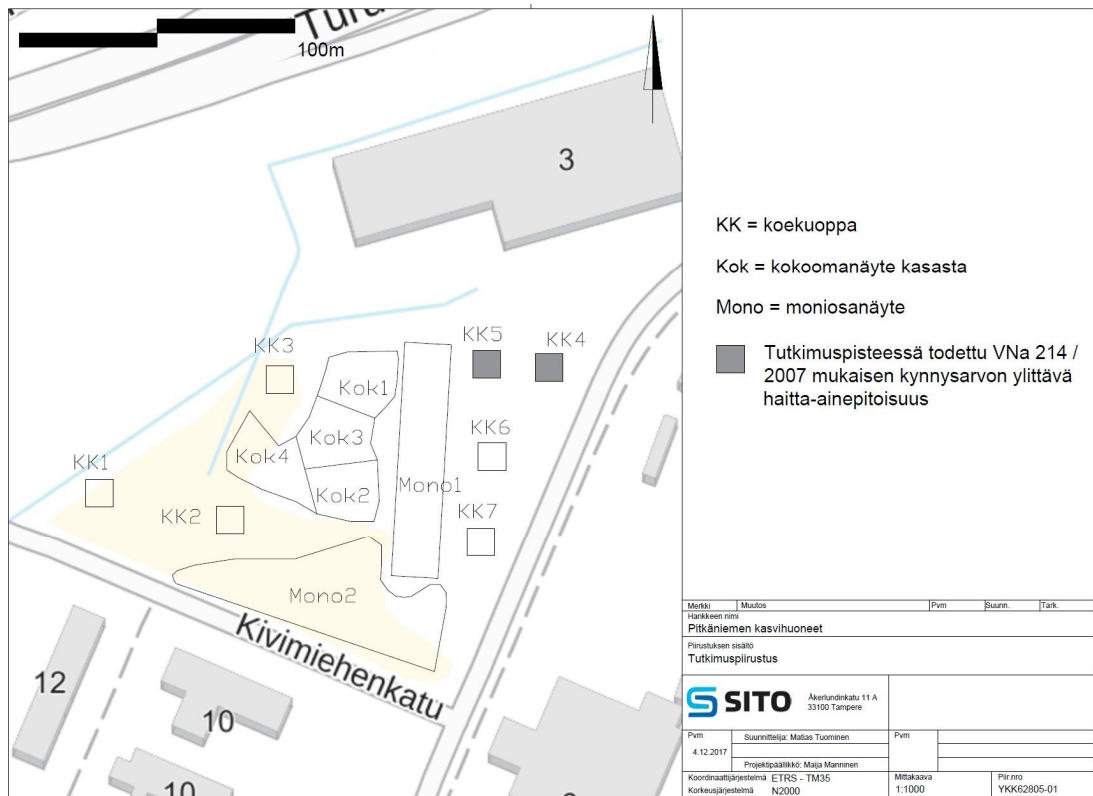 100m
3
KK3
Kok1
KK5
KK4
Kok3
Kok4
KK6
KK1
Kok2
Mono1
KK2
KK7
Mono2
Kivimiehenkatu
12
10
10
KK = koekuoppa
Kok = kokoomanäyte kasasta
Mono = moniosanäyte
Tutkimuspisteessä todettu VNa 214 /
2007 mukaisen kynnysarvon ylittävä
haitta-ainepitoisuus
Merkki Muutos Pvm Suunn. Tark.
Hankkeen nimi
Pitkäniemen kasvihuoneet
Piirustuksen sisältö
Tutkimuspiirustus
SITO
Åkerlundinkatu 11 A
33100 Tampere
Pvm Suunnittelija: Matias Tuominen Pvm
4.12.2017
Projektipäällikkö: Maija Manninen
Koordinaattijärjestelmä ETRS - TM35 Mittakaava Piir.nro
Korkeusjärjestelmä N2000 1:1000 YKK62805-01